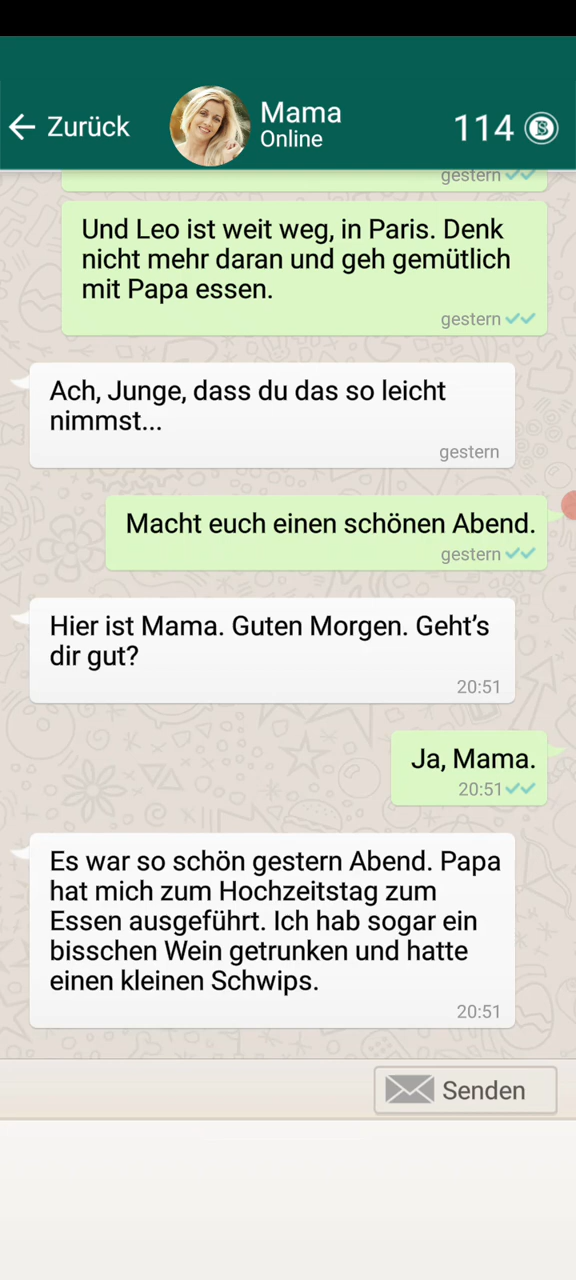 Zurück
Mama
Online
114
gestern
Und Leo ist weit weg, in Paris. Denk
nicht mehr daran und geh gemütlich
mit Papa essen.
gestern
Ach, Junge, dass du das so leicht
nimmst...
gestern
Macht euch einen schönen Abend.
gestern
Hier ist Mama. Guten Morgen. Geht’s
dir gut?
20:51
Ja, Mama.
20:51
Es war so schön gestern Abend. Papa
hat mich zum Hochzeitstag zum
Essen ausgeführt. Ich hab sogar ein
bisschen Wein getrunken und hatte
einen kleinen Schwips.
20:51
Senden